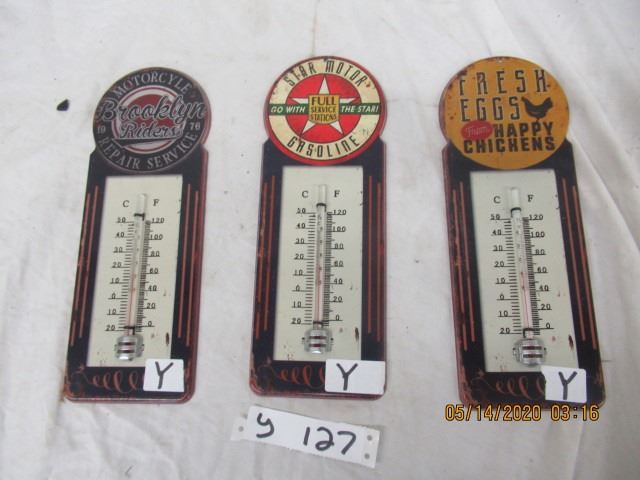 MOTORCYLE
Brooklyn
Riders
19 76
REPAIR SERVICE
C F
50 120
40 100
30 80
20 60
10 40
0 20
10 0
20
Y
STAR MOTOR
GO WITH FULL THE STAR!
SERVICE
STATIONS
GASOLINE
C F
50 120
40 100
30 80
20 60
10 40
0 20
10 0
20
Y
FRESH
EGGS
From HAPPY
CHICKENS
C F
50 120
40 100
30 80
20 60
10 40
0 20
10 0
20
Y
y 127
05/14/2020 03:16